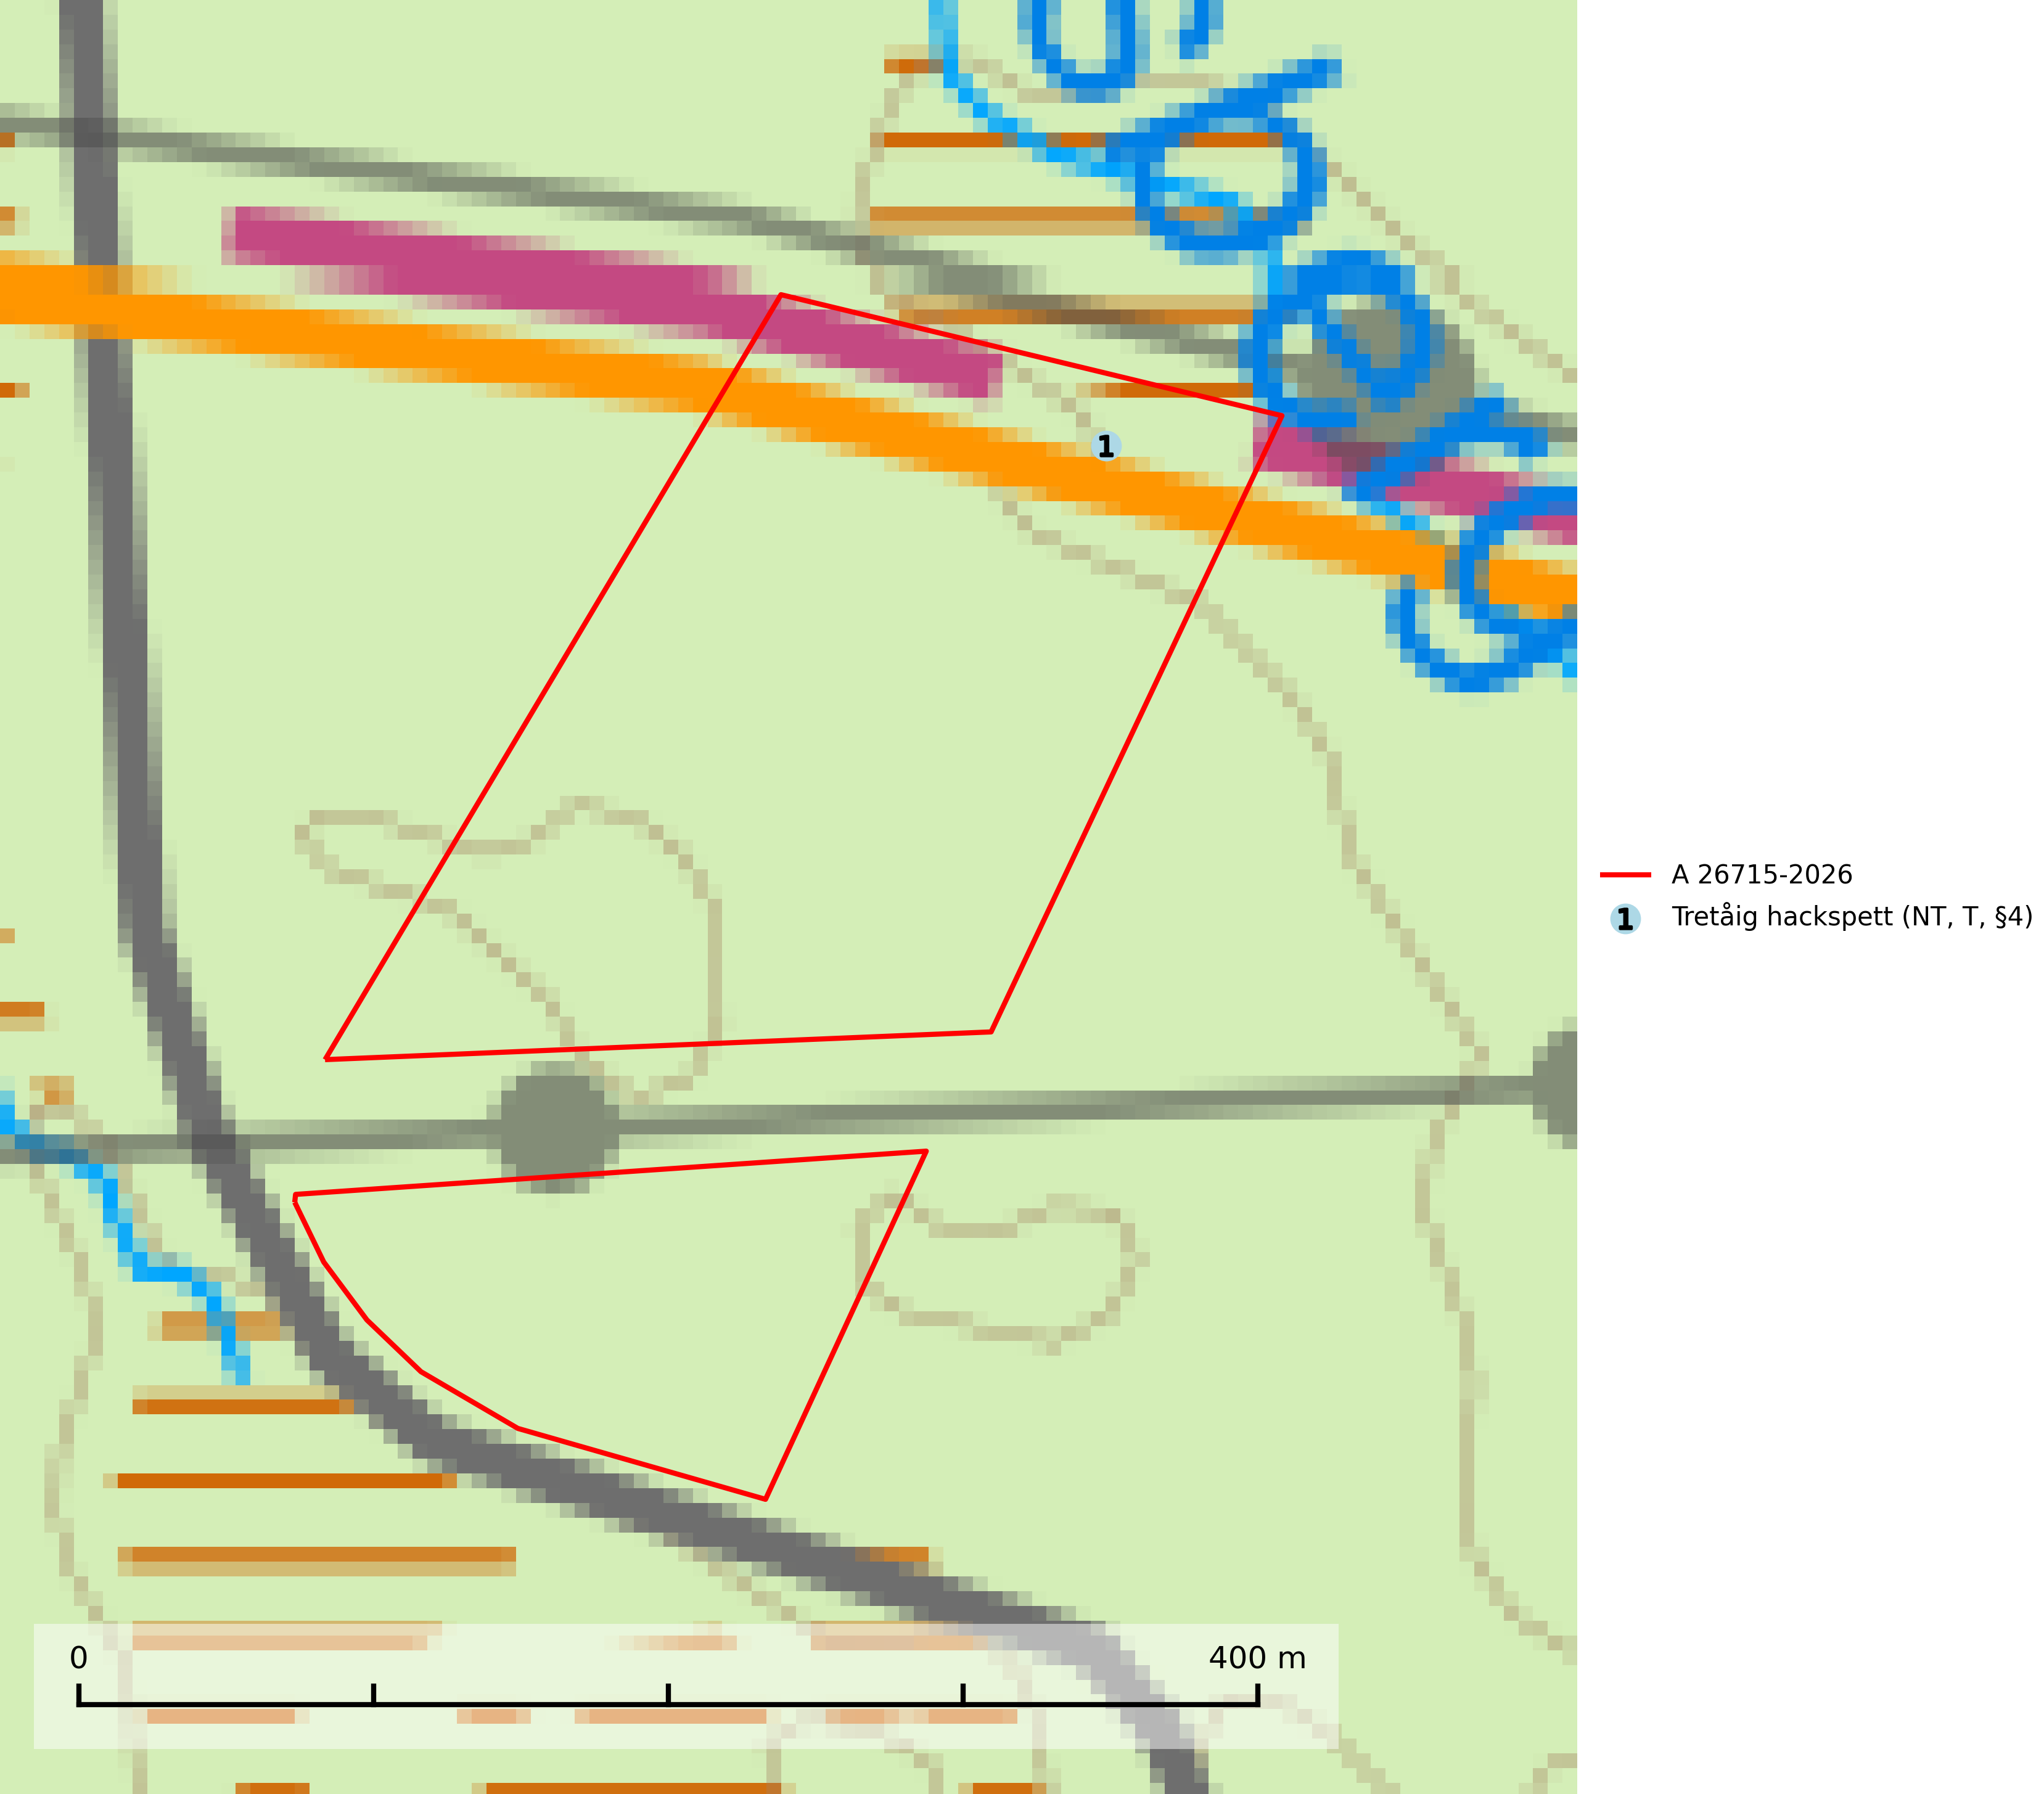 1
A 26715-2026
1 Tretåig hackspett (NT, T, §4)
0 400 m